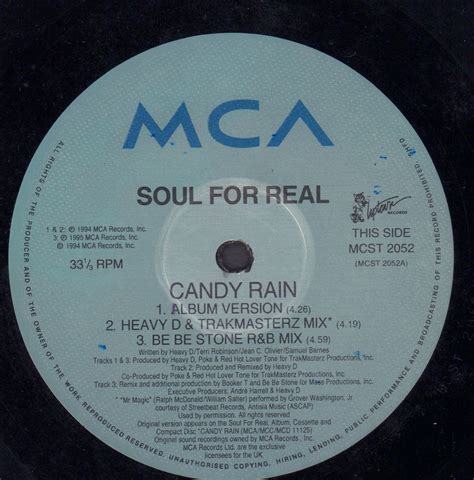 MCA
SOUL FOR REAL
1 & 2: ℗ 1994 MCA Records, Inc.
3: ℗ 1995 MCA Records, Inc.
© 1994 MCA Records, Inc.
33⅓ RPM
Uptown
RECORDS
THIS SIDE
MCST 2052
(MCST 2052A)
CANDY RAIN
1. ALBUM VERSION (4.26)
2. HEAVY D & TRAKMASTERZ MIX* (4.19)
3. BE BE STONE R&B MIX (4.59)
Written by Heavy D/Terri Robinson/Jean C. Olivier/Samuel Barnes
Tracks 1 & 3: Produced by Heavy D, Poke & Red Hot Lover Tone for TrakMasterz Productions, Inc.
Track 2: Produced and Remixed by Heavy D
Co-Produced by Poke & Red Hot Lover Tone for TrakMasterz Productions, Inc.
Track 3: Remix and additional production by Booker T and Be Be Stone for Mass Productions, Inc.
Executive Producers: Andre Harrell & Heavy D
* "Mr Magic" (Ralph McDonald/William Salter) performed by Grover Washington, Jr
courtesy of Streetbeat Records, Antisia Music (ASCAP)
Used by permission. All rights reserved
Original version appears on the Soul For Real, Album, Cassette and
Compact Disc "CANDY RAIN (MCA/MCC/MCD 11125)
Original sound recordings owned by MCA Records, Inc.
MCA Records Ltd. are the exclusive
licensees for the UK
ALL RIGHTS OF THE PRODUCER AND OF THE OWNER OF THE WORK REPRODUCED RESERVED. UNAUTHORISED COPYING, HIRING, LENDING, PUBLIC PERFORMANCE AND BROADCASTING OF THIS RECORD PROHIBITED.